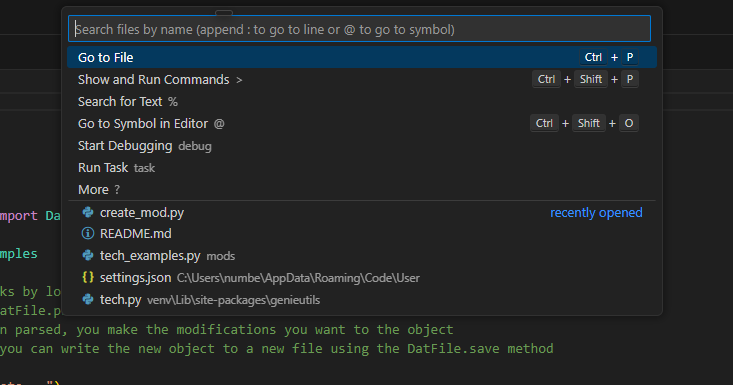 Search files by name (append : to go to line or @ to go to symbol)
Go to File Ctrl + P
Show and Run Commands > Ctrl + Shift + P
Search for Text %
Go to Symbol in Editor @ Ctrl + Shift + O
Start Debugging debug
Run Task task
More ?
create_mod.py recently opened
README.md
tech_examples.py mods
{} settings.json C:\Users\numbe\AppData\Roaming\Code\User
tech.py venv\Lib\site-packages\genieutils
mport Da
mples
ks by lo
atFile.p
n parsed, you make the modifications you want to the object
you can write the new object to a new file using the DatFile.save method